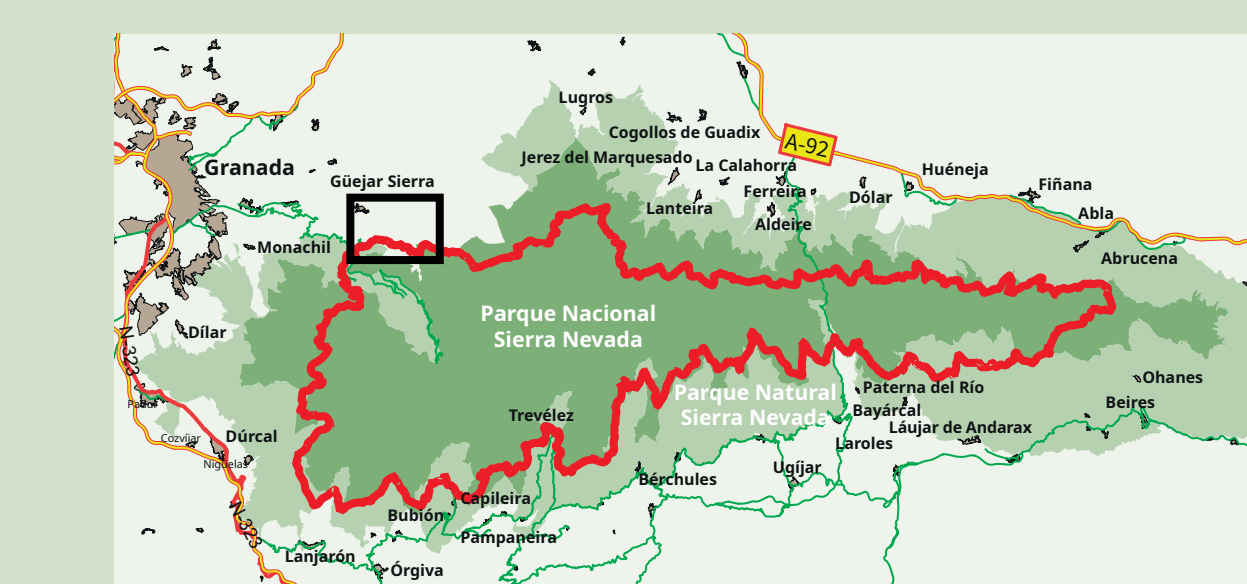 Lugros
Cogollos de Guadix
A-92
Jerez del Marquesado
La Calahorra
Granada
Huéneja
Güejar Sierra
Ferreira
Dólar
Fiñana
Lanteira
Abla
Aldeire
Monachil
Abrucena
Parque Nacional
Sierra Nevada
Dílar
N-323
Ohanes
Paterna del Río
Parque Natural
Sierra Nevada
Padul
Beires
Bayárcal
Trevélez
Láujar de Andarax
Cozvíjar
Dúrcal
Laroles
Nigüelas
Ugíjar
Bérchules
Capileira
Bubión
N-323
Pampaneira
Lanjarón
Órgiva